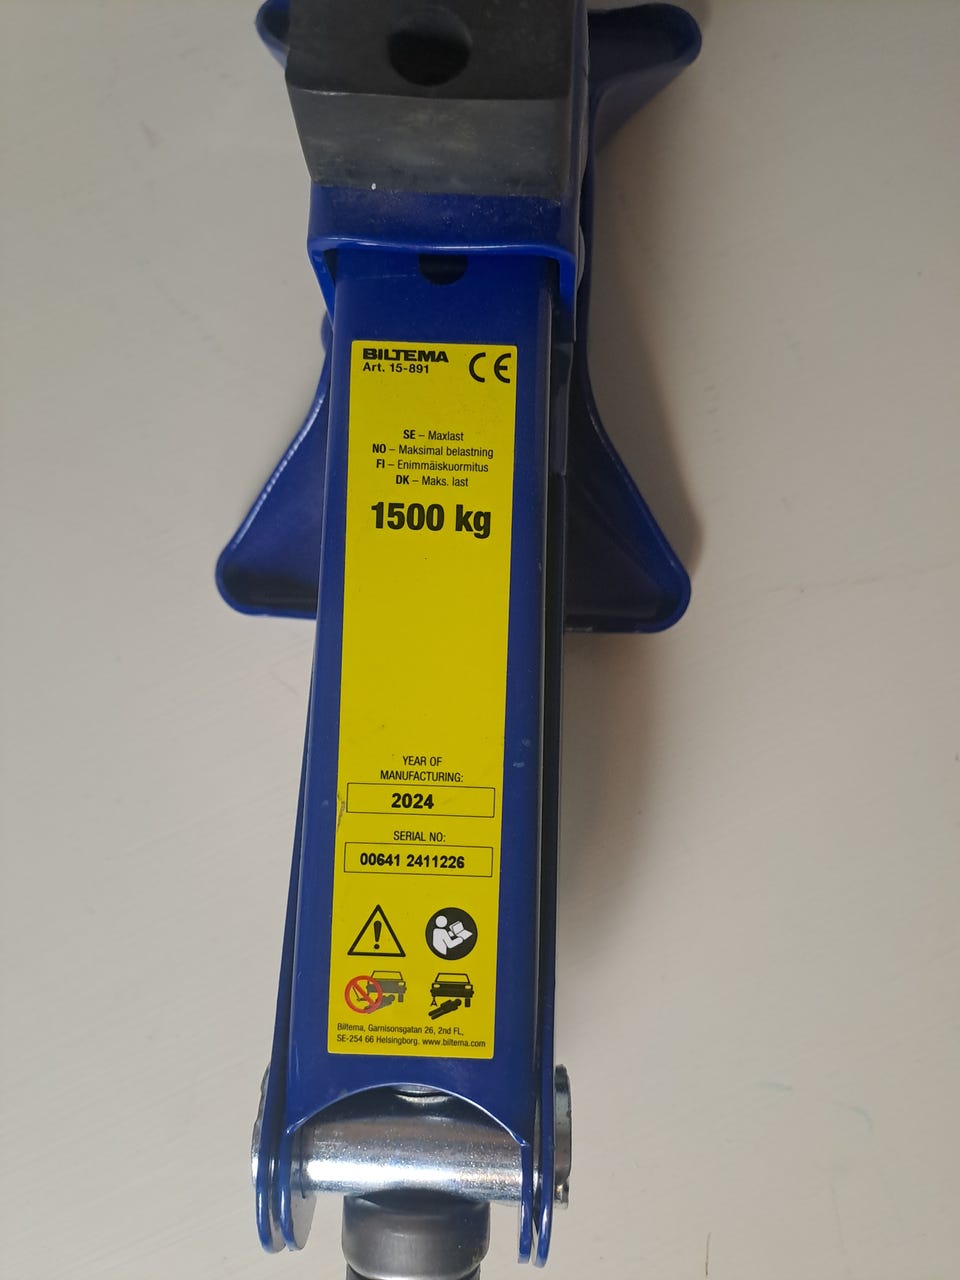 BILTEMA
Art. 15-891
CE
SE – Maxlast
NO – Maksimal belastning
FI – Enimmäiskuormitus
DK – Maks. last
1500 kg
YEAR OF
MANUFACTURING:
2024
SERIAL NO:
00641 2411226
Biltema, Garnisonsgatan 26, 2nd FL,
SE-254 66 Helsingborg. www.biltema.com